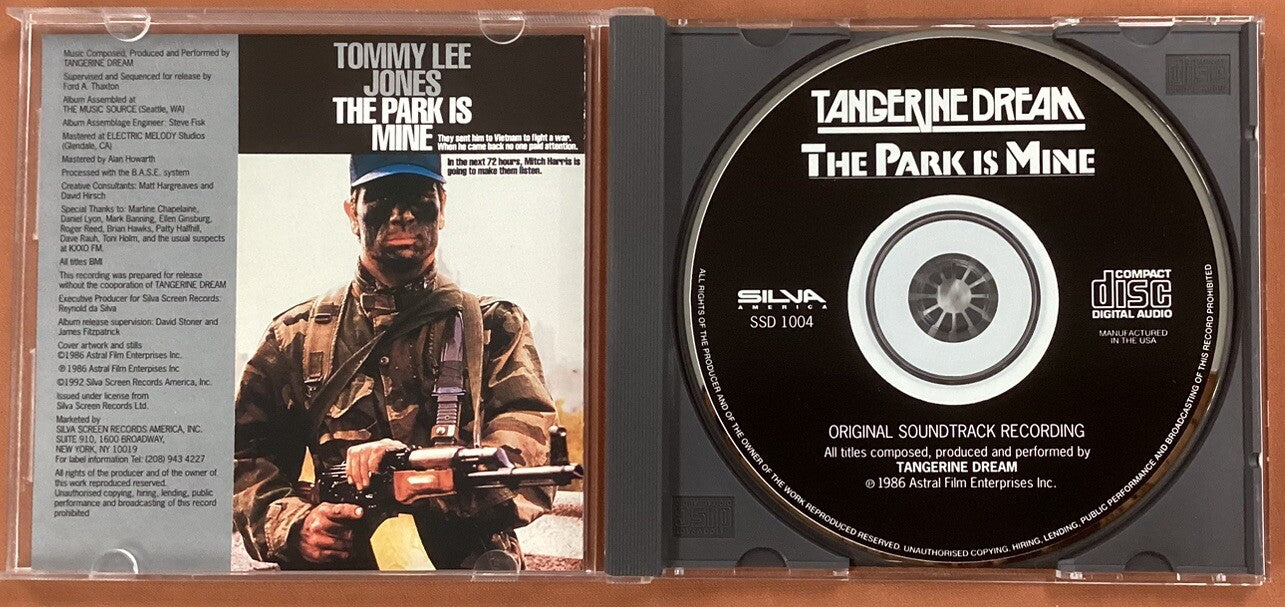 Music Composed, Produced and Performed by
TANGERINE DREAM
Supervised and Sequenced for release by
Ford A. Thaxton
Album Assembled at
THE MUSIC SOURCE (Seattle, WA)
Album Assemblage Engineer: Steve Fisk
Mastered at ELECTRIC MELODY Studios
(Glendale, CA)
Mastered by Alan Howarth
Processed with the B.A.S.E. system
Creative Consultants: Matt Hargreaves and
David Hirsch
Special Thanks to: Martine Chapelaine,
Daniel Lyon, Mark Banning, Ellen Ginsburg,
Roger Reed, Brian Hawks, Patty Halfhill,
Dave Rauh, Toni Holm, and the usual suspects
at KXXO FM.
All titles BMI
This recording was prepared for release
without the cooporation of TANGERINE DREAM
Executive Producer for Silva Screen Records:
Reynold da Silva
Album release supervision: David Stoner and
James Fitzpatrick
Cover artwork and stills
©1986 Astral Film Enterprises Inc.
℗1986 Astral Film Enterprises Inc
©1992 Silva Screen Records America, Inc.
Issued under license from
Silva Screen Records Ltd.
Marketed by
SILVA SCREEN RECORDS AMERICA, INC.
SUITE 910, 1600 BROADWAY,
NEW YORK, NY 10019
For label information Tel: (208) 943 4227
All rights of the producer and of the owner of
this work reproduced reserved.
Unauthorised copying, hiring, lending, public
performance and broadcasting of this record
prohibited
TOMMY LEE
JONES
THE PARK IS
MINE
They sent him to Vietnam to fight a war.
When he came back no one paid attention.
In the next 72 hours, Mitch Harris is
going to make them listen.
TANGERINE DREAM
THE PARK IS MINE
SILVA
AMERICA
SSD 1004
COMPACT
disc
DIGITAL AUDIO
MANUFACTURED
IN THE USA
ORIGINAL SOUNDTRACK RECORDING
All titles composed, produced and performed by
TANGERINE DREAM
℗ 1986 Astral Film Enterprises Inc.
ALL RIGHTS OF THE PRODUCER AND OF THE OWNER OF THE WORK REPRODUCED RESERVED. UNAUTHORISED COPYING, HIRING, LENDING, PUBLIC PERFORMANCE AND BROADCASTING OF THIS RECORD PROHIBITED